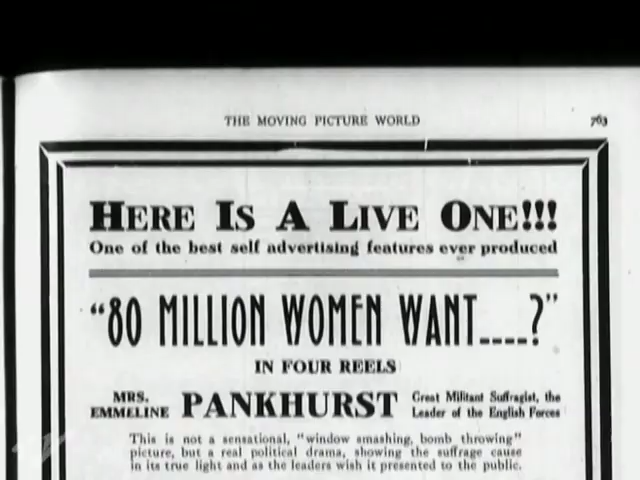 THE MOVING PICTURE WORLD 763
HERE IS A LIVE ONE!!!
One of the best self advertising features ever produced
"80 MILLION WOMEN WANT....?"
IN FOUR REELS
MRS. EMMELINE PANKHURST Great Militant Suffragist, the Leader of the English Forces
This is not a sensational, "window smashing, bomb throwing"
picture, but a real political drama, showing the suffrage cause
in its true light and as the leaders wish it presented to the public.